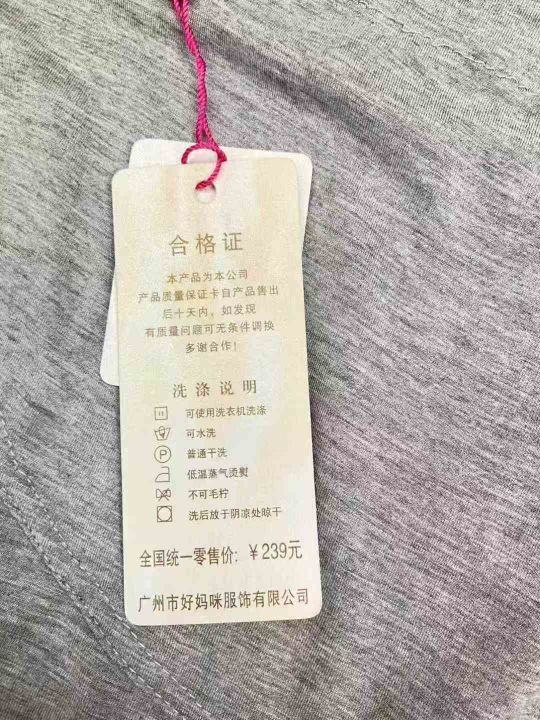 合格证
本产品为本公司
产品质量保证卡自产品售出
后十天内，如发现
有质量问题可无条件调换
多谢合作！
洗涤说明
可使用洗衣机洗涤
可水洗
P 普通干洗
低温蒸气烫熨
不可毛柠
洗后放于阴凉处晾干
全国统一零售价：￥239元
广州市好妈咪服饰有限公司